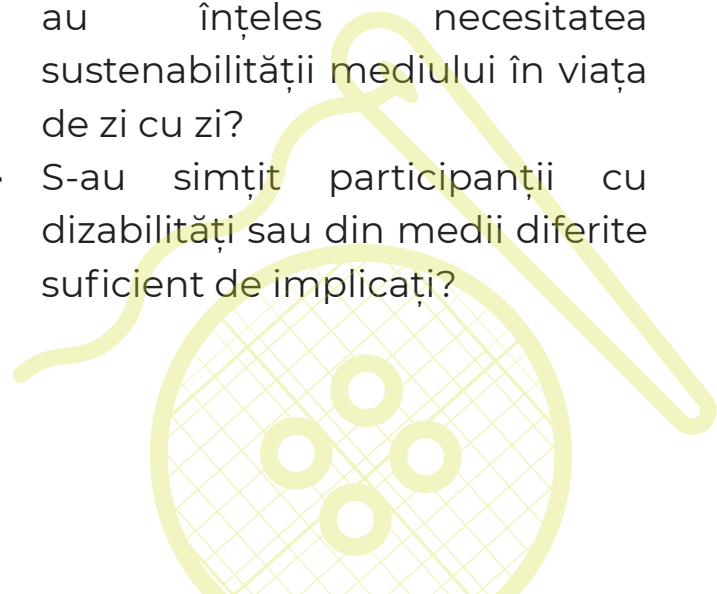 au înțeles necesitatea
sustenabilității mediului în viața
de zi cu zi?
S-au simțit participanții cu
dizabilități sau din medii diferite
suficient de implicați?